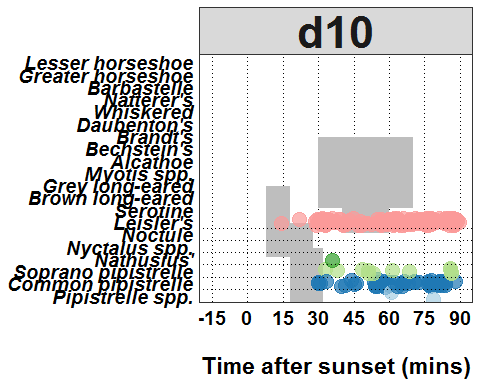 d10
Lesser horseshoe
Greater horseshoe
Barbastelle
Natterer's
Whiskered
Daubenton's
Brandt's
Bechstein's
Alcathoe
Myotis spp.
Grey long-eared
Brown long-eared
Serotine
Leisler's
Noctule
Nyctalus spp.
Nathusius'
Soprano pipistrelle
Common pipistrelle
Pipistrelle spp.
-15 0 15 30 45 60 75 90
Time after sunset (mins)